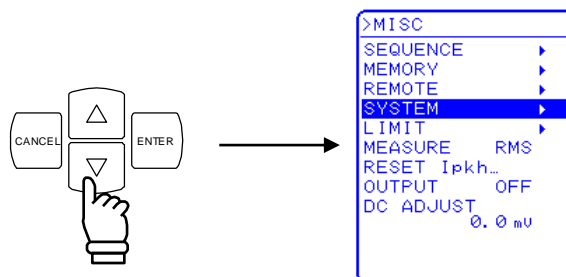 CANCEL
ENTER
>MISC
SEQUENCE
MEMORY
REMOTE
SYSTEM
LIMIT
MEASURE RMS
RESET Ipkh…
OUTPUT OFF
DC ADJUST
0.0 mV